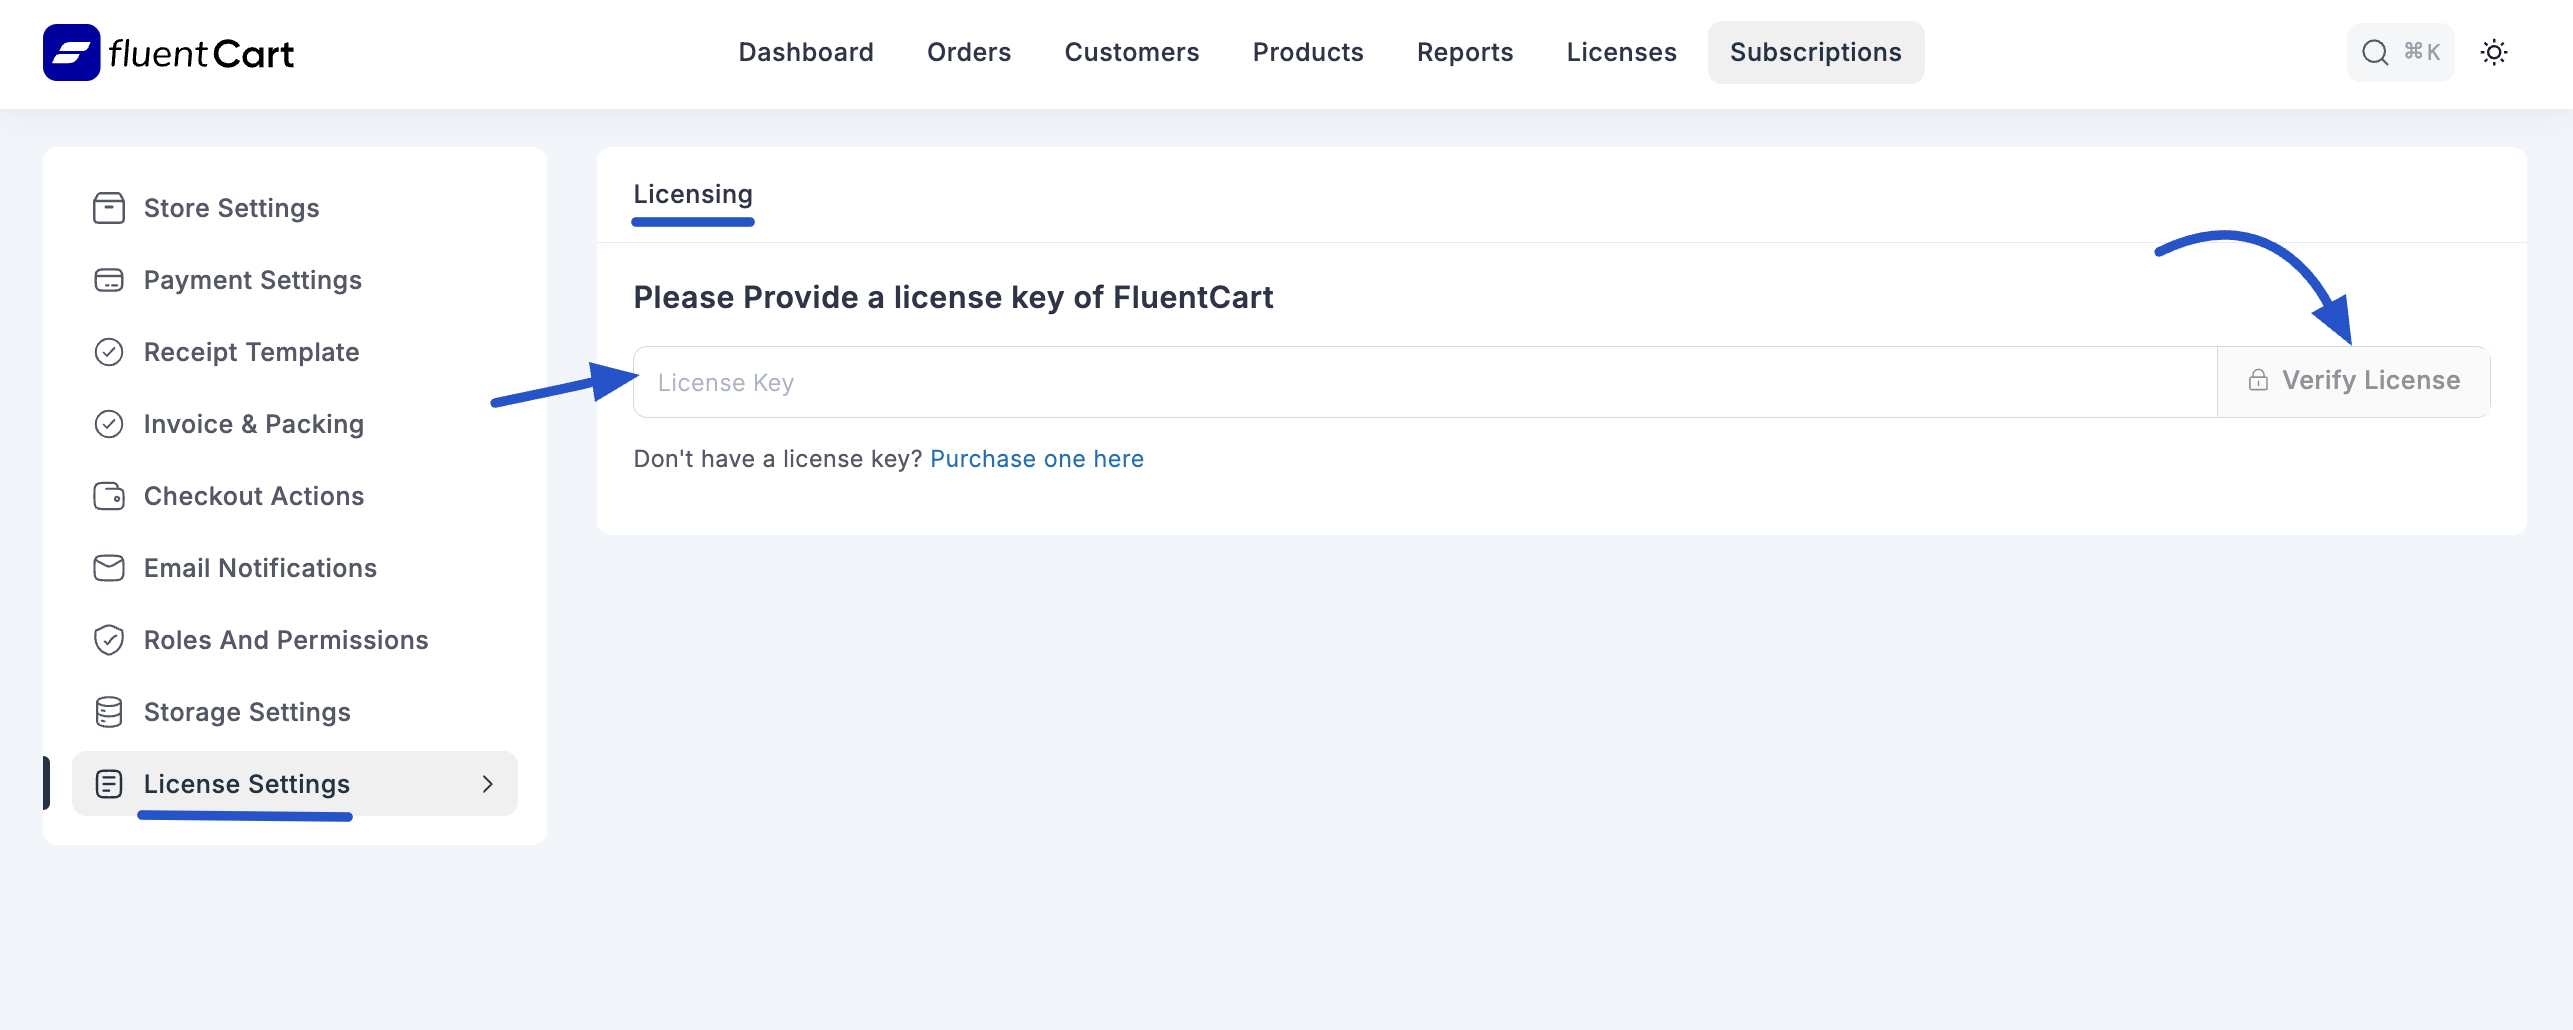 fluentCart
Dashboard Orders Customers Products Reports Licenses Subscriptions
⌘K
Store Settings
Payment Settings
Receipt Template
Invoice & Packing
Checkout Actions
Email Notifications
Roles And Permissions
Storage Settings
License Settings
Licensing
Please Provide a license key of FluentCart
License Key
Verify License
Don't have a license key? Purchase one here